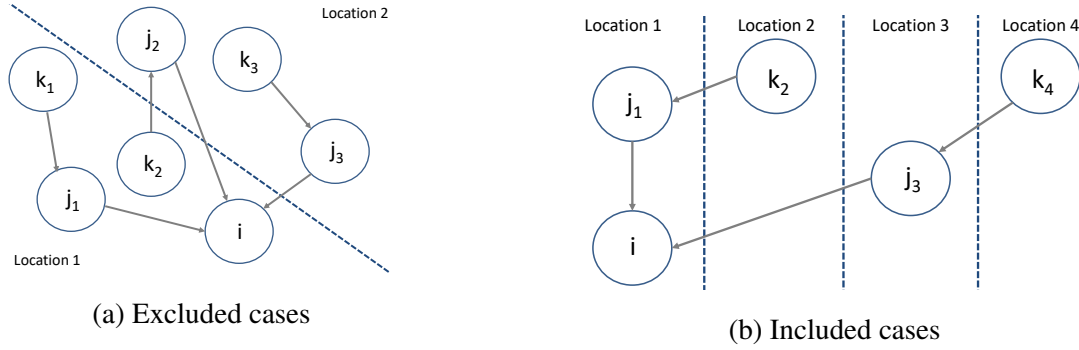 Location 2
j2
k3
k1
k2
j3
j1
i
Location 1
(a) Excluded cases
Location 1 Location 2 Location 3 Location 4
k2
k4
j1
j3
i
(b) Included cases